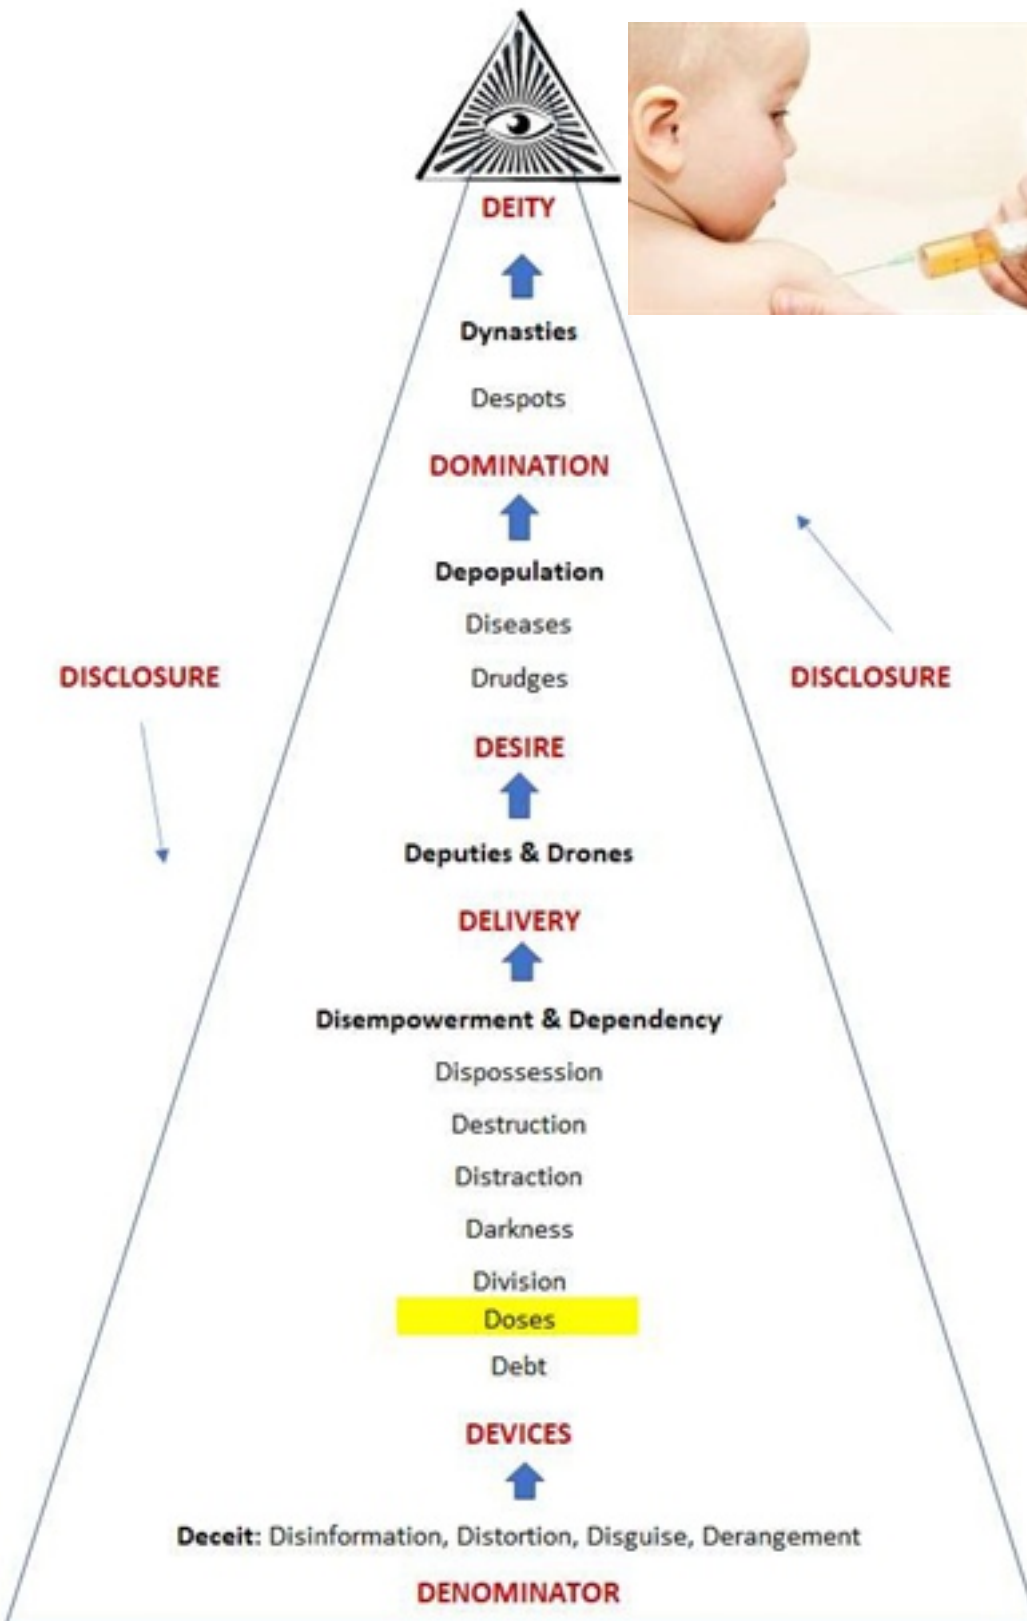 DEITY
Dynasties
Despots
DOMINATION
Depopulation
Diseases
Drudges
DISCLOSURE
DISCLOSURE
DESIRE
Deputies & Drones
DELIVERY
Disempowerment & Dependency
Dispossession
Destruction
Distraction
Darkness
Division
Doses
Debt
DEVICES
Deceit: Disinformation, Distortion, Disguise, Derangement
DENOMINATOR